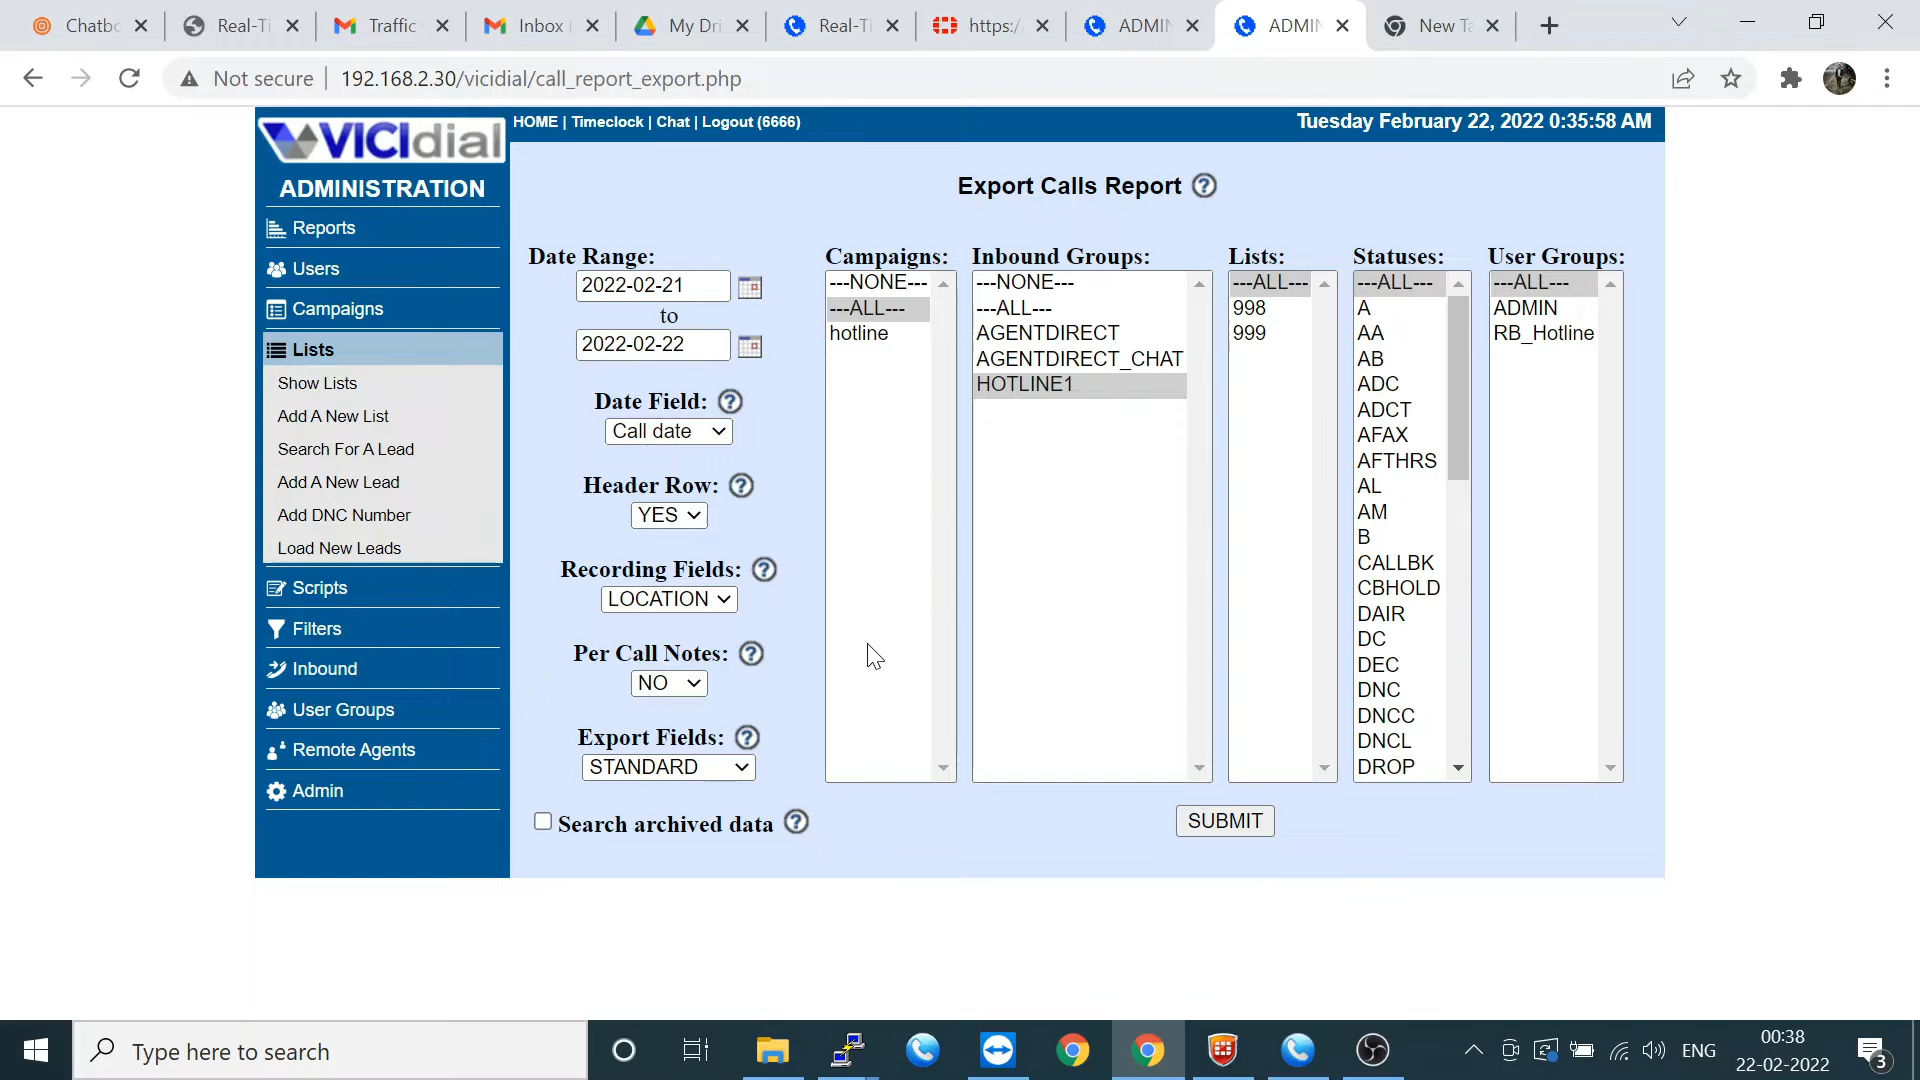 Chatbo
Real-Ti
Traffic
Inbox
My Dri
Real-Ti
https:/
ADMIN
ADMIN
New Ta
Not secure
192.168.2.30/vicidial/call_report_export.php
VICIdial
HOME | Timeclock | Chat | Logout (6666)
Tuesday February 22, 2022 0:35:58 AM
ADMINISTRATION
Reports
Users
Campaigns
Lists
Show Lists
Add A New List
Search For A Lead
Add A New Lead
Add DNC Number
Load New Leads
Scripts
Filters
Inbound
User Groups
Remote Agents
Admin
Export Calls Report ?
Date Range:
2022-02-21
to
2022-02-22
Date Field: ?
Call date
Header Row: ?
YES
Recording Fields: ?
LOCATION
Per Call Notes: ?
NO
Export Fields: ?
STANDARD
Search archived data ?
Campaigns:
---NONE---
---ALL---
hotline
Inbound Groups:
---NONE---
---ALL---
AGENTDIRECT
AGENTDIRECT_CHAT
HOTLINE1
Lists:
---ALL---
998
999
Statuses:
---ALL---
A
AA
AB
ADC
ADCT
AFAX
AFTHRS
AL
AM
B
CALLBK
CBHOLD
DAIR
DC
DEC
DNC
DNCC
DNCL
DROP
User Groups:
---ALL---
ADMIN
RB_Hotline
SUBMIT
Type here to search
ENG
00:38
22-02-2022
3